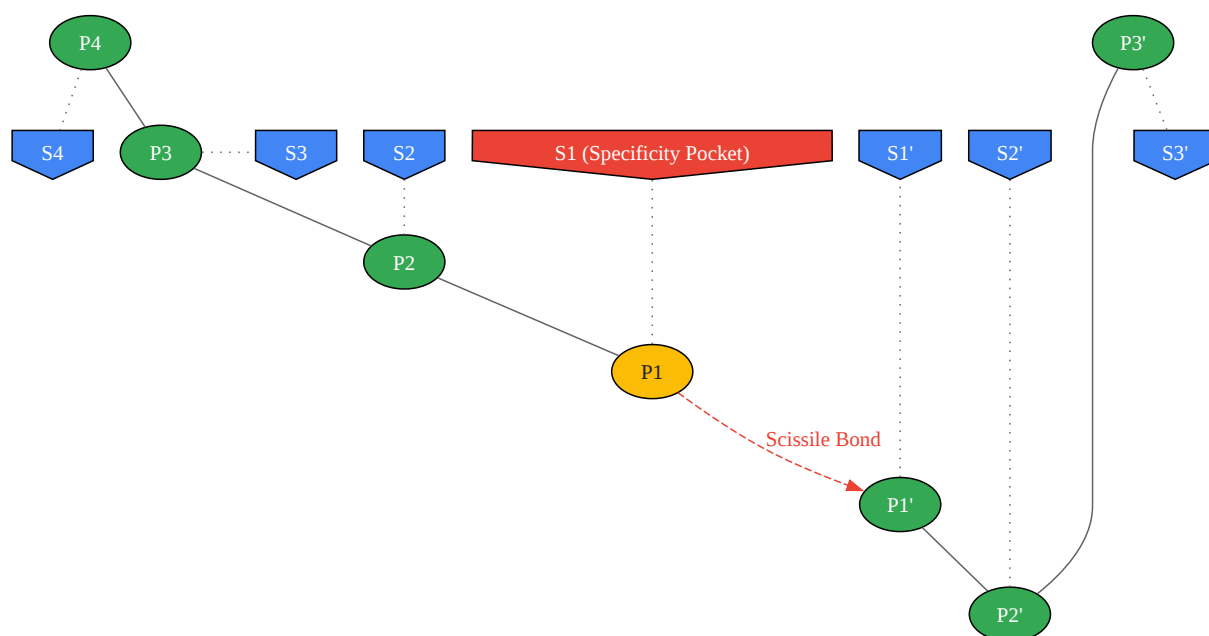 P4
P3'
S4
P3
S3
S2
S1 (Specificity Pocket)
S1'
S2'
S3'
P2
P1
Scissile Bond
P1'
P2'